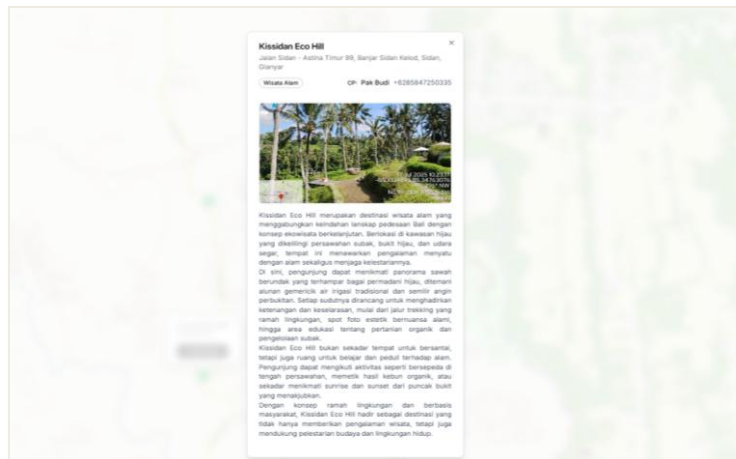 Kissidan Eco Hill
Jalan Sidan - Astina Timur 99, Banjar Sidan Kelod, Sidan,
Gianyar
Wisata Alam
CP: Pak Budi +6285847250335
Kissidan Eco Hill merupakan destinasi wisata alam yang
menggabungkan keindahan lanskap pedesaan Bali dengan
konsep ekowisata berkelanjutan. Berlokasi di kawasan hijau
yang dikelilingi persawahan subak, bukit hijau, dan udara
segar, tempat ini menawarkan pengalaman menyatu
dengan alam sekaligus menjaga kelestariannya.
Di sini, pengunjung dapat menikmati panorama sawah
berundak yang terhampar bagai permadani hijau, ditemani
alunan gemericik air irigasi tradisional dan semilir angin
perbukitan. Setiap sudutnya dirancang untuk menghadirkan
ketenangan dan keselarasan, mulai dari jalur trekking yang
ramah lingkungan, spot foto estetik bernuansa alami,
hingga area edukasi tentang pertanian organik dan
pengelolaan subak.
Kissidan Eco Hill bukan sekadar tempat untuk bersantai,
tetapi juga ruang untuk belajar dan peduli terhadap alam.
Pengunjung dapat mengikuti aktivitas seperti bersepeda di
tengah persawahan, memetik hasil kebun organik, atau
sekadar menikmati sunrise dan sunset dari puncak bukit
yang menakjubkan.
Dengan konsep ramah lingkungan dan berbasis
masyarakat, Kissidan Eco Hill hadir sebagai destinasi yang
tidak hanya memberikan pengalaman wisata, tetapi juga
mendukung pelestarian budaya dan lingkungan hidup.